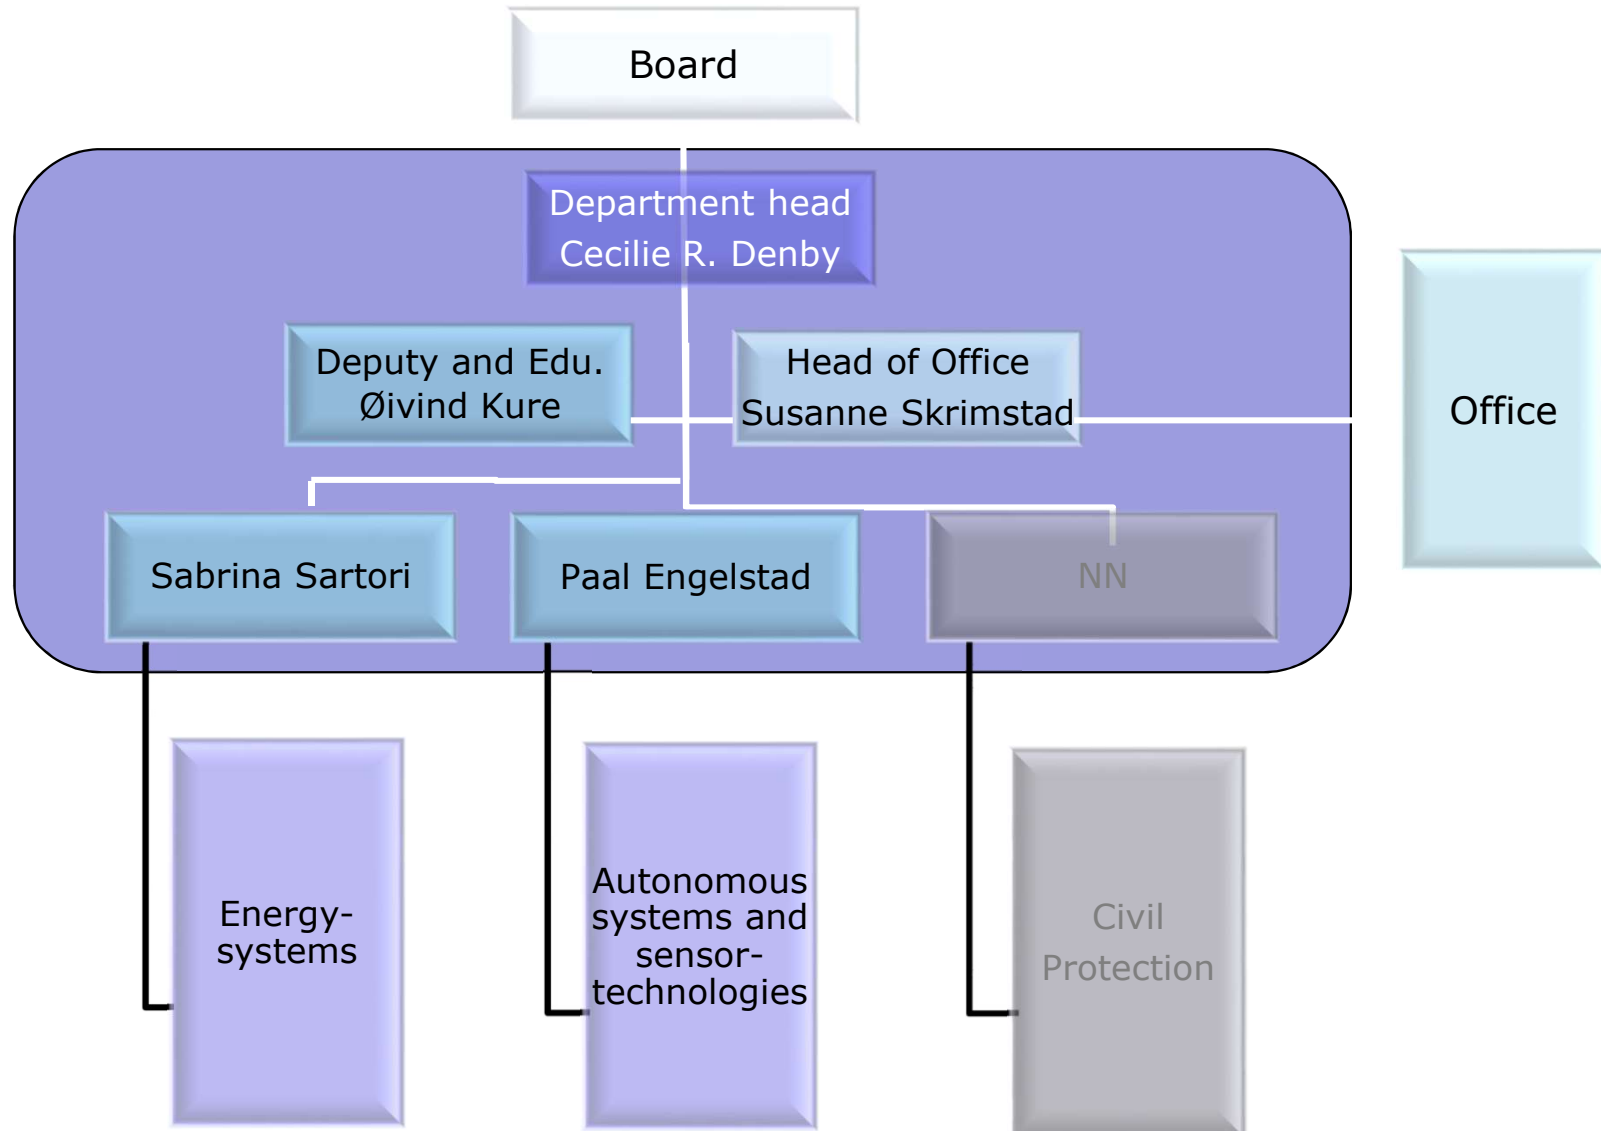 Board
Department head
Cecilie R. Denby
Deputy and Edu.
Øivind Kure
Head of Office
Susanne Skrimstad
Office
Sabrina Sartori
Paal Engelstad
NN
Energy-
systems
Autonomous
systems and
sensor-
technologies
Civil
Protection